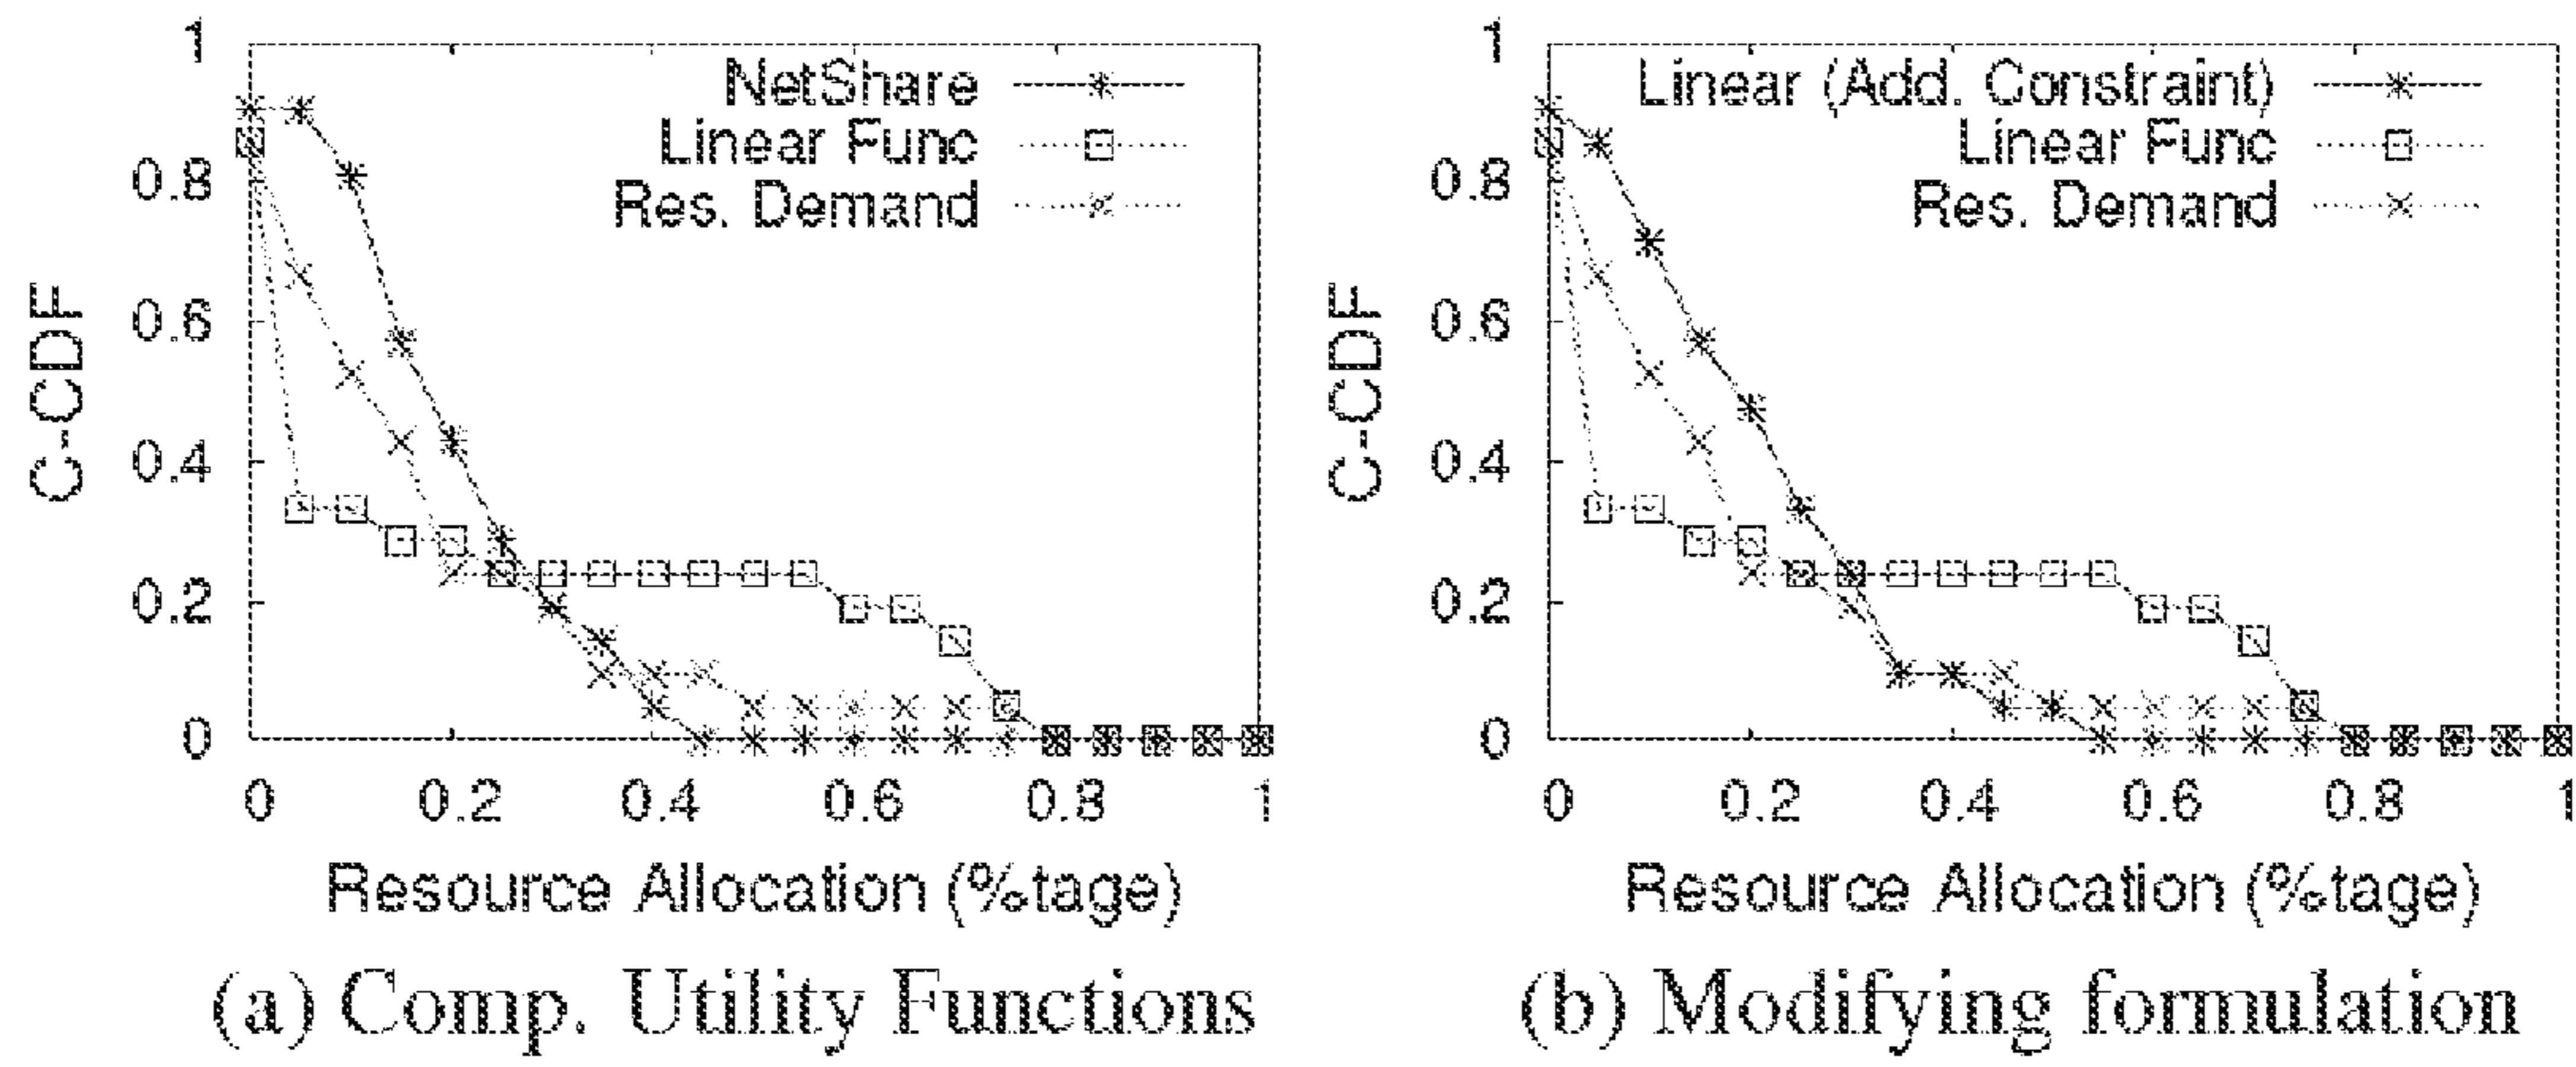 1
NetShare
Linear Func
Res. Demand
0.8
0.6
0.4
0.2
0
C-CDF
0 0.2 0.4 0.6 0.8 1
Resource Allocation (%tage)
(a) Comp. Utility Functions
1
Linear (Add. Constraint)
Linear Func
Res. Demand
0.8
0.6
0.4
0.2
0
C-CDF
0 0.2 0.4 0.6 0.8 1
Resource Allocation (%tage)
(b) Modifying formulation